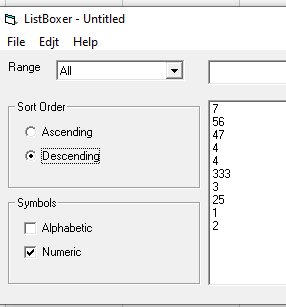 ListBoxer - Untitled
File Edjt Help
Range All
Sort Order
Ascending
Descending
Symbols
Alphabetic
Numeric
7
56
47
4
4
333
3
25
1
2